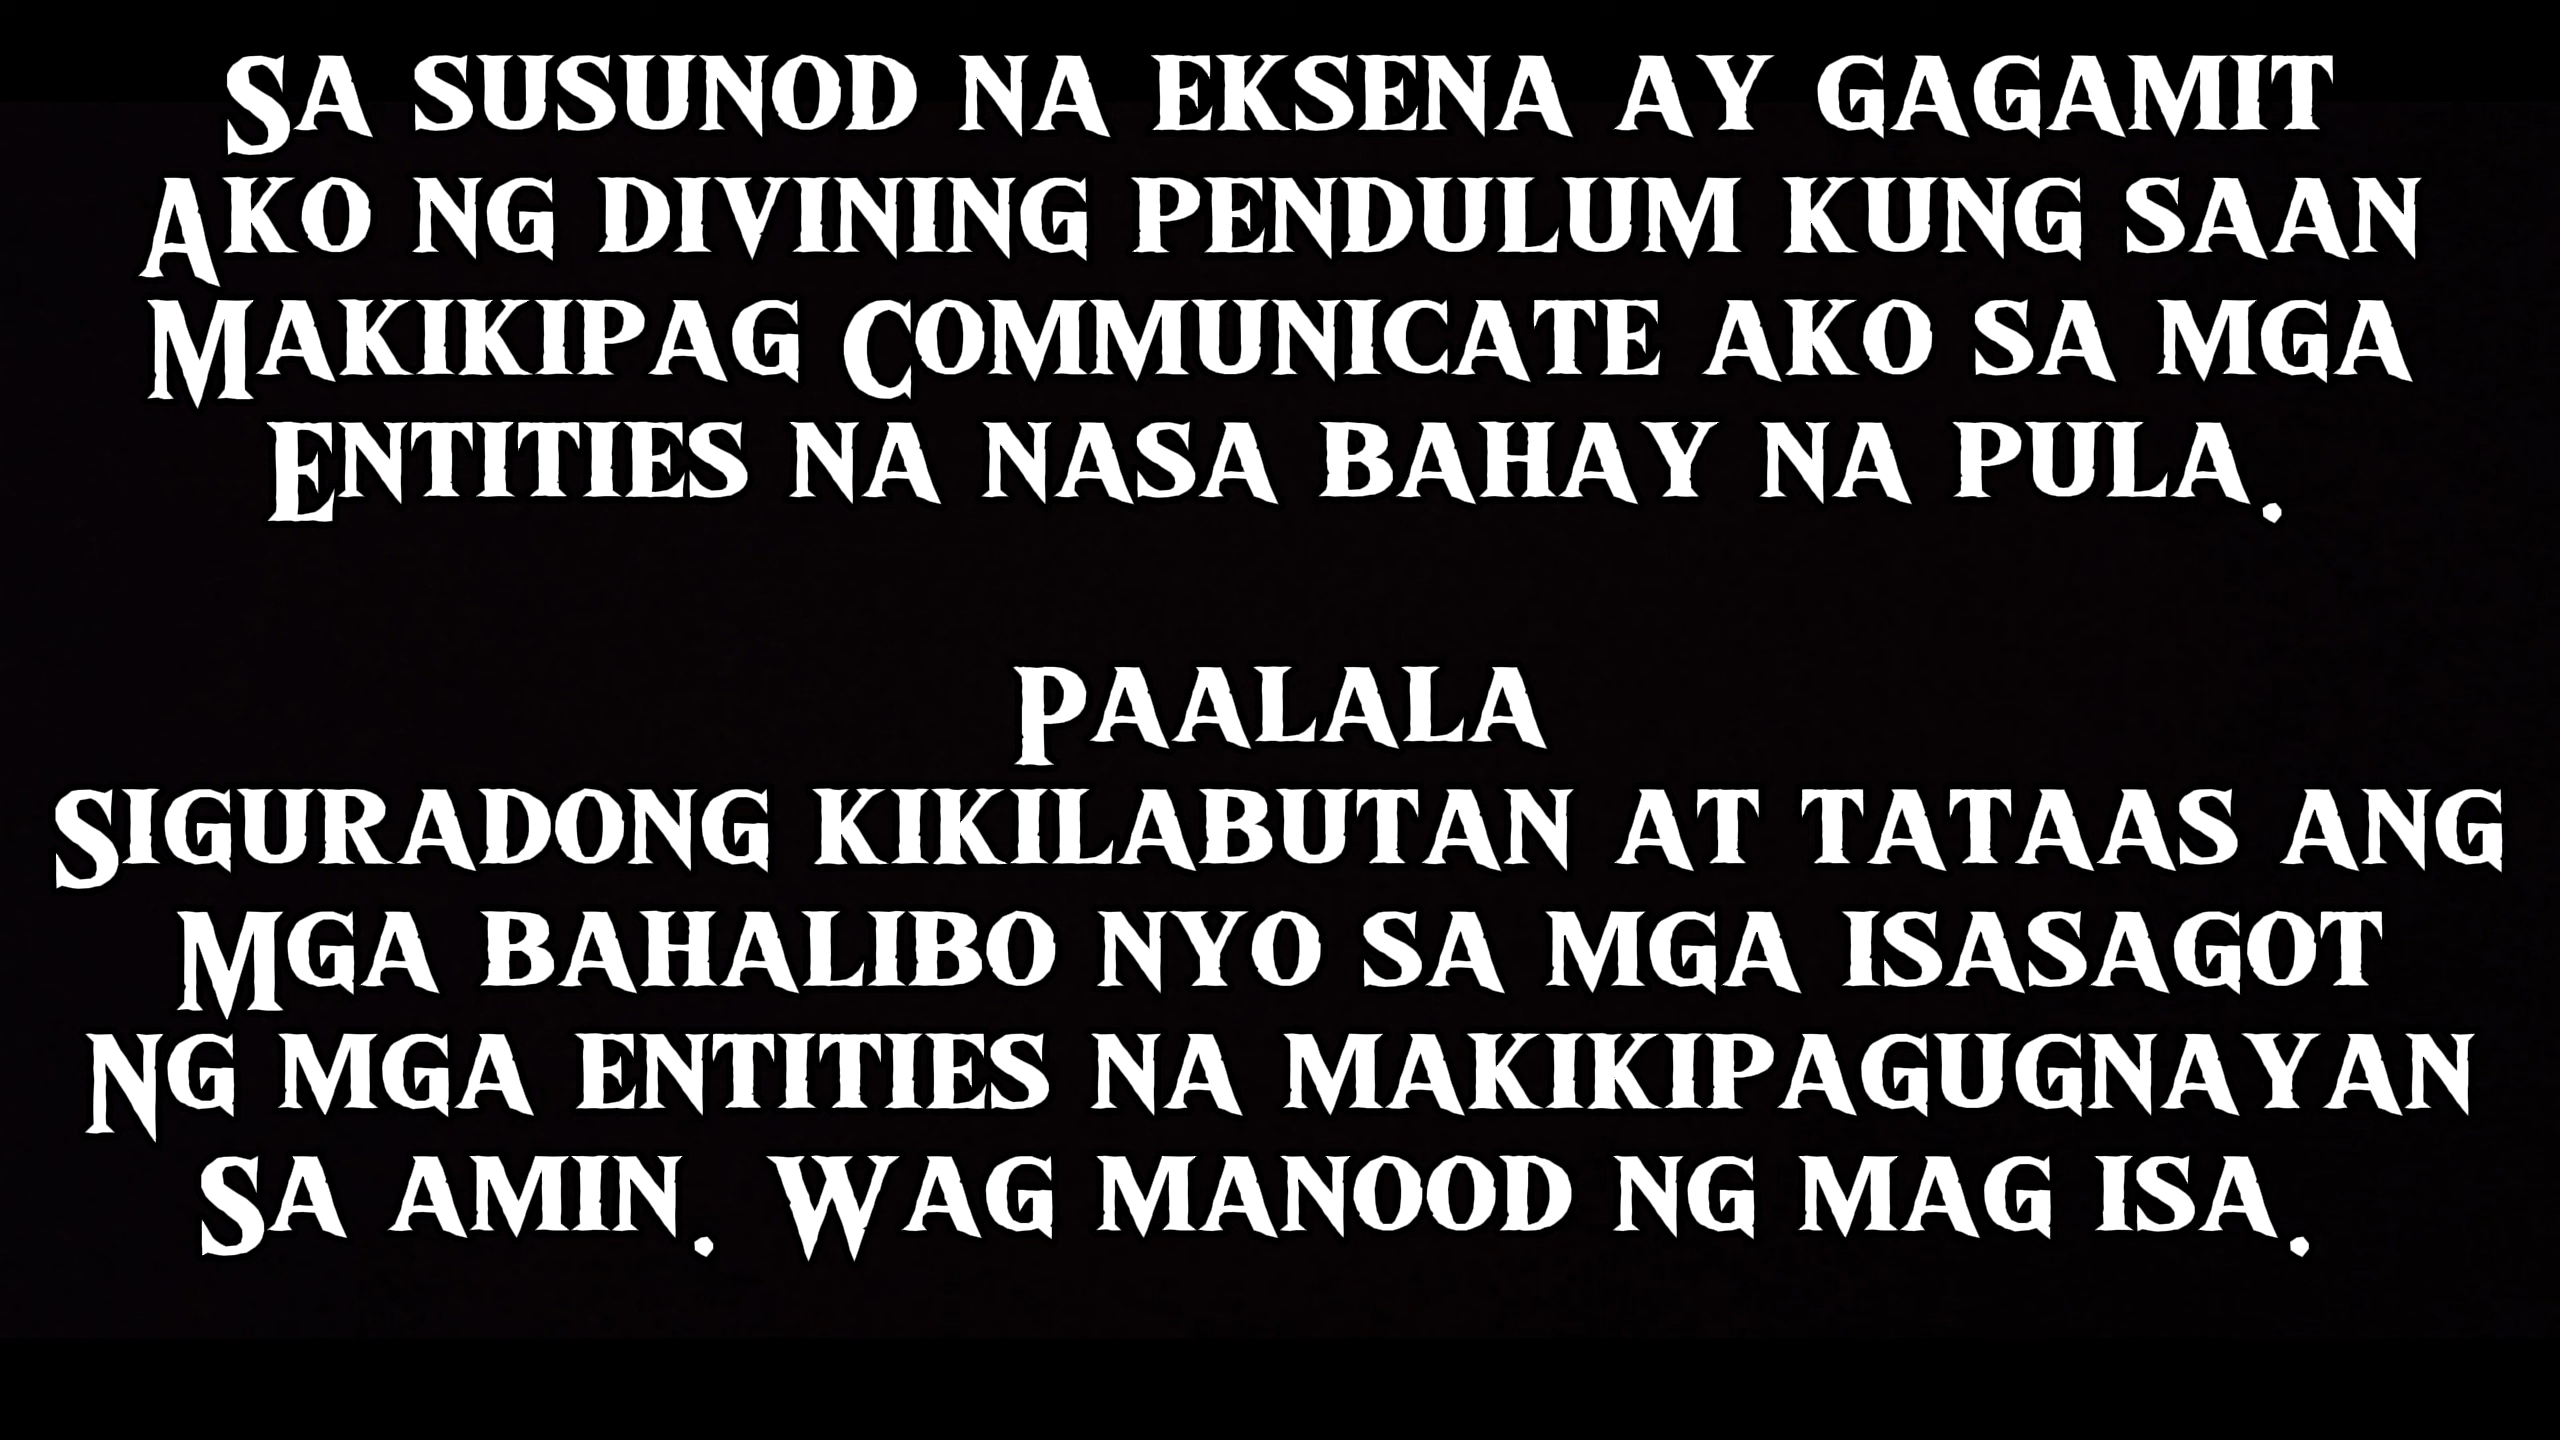 Sa susunod na eksena ay gagamit
Ako ng divining pendulum kung saan
Makikipag Communicate ako sa mga
Entities na nasa bahay na pula.
Paalala
Siguradong kikilabutan at tataas ang
Mga bahalibo nyo sa mga isasagot
Ng mga entities na makikipagugnayan
Sa amin. Wag manood ng mag isa.